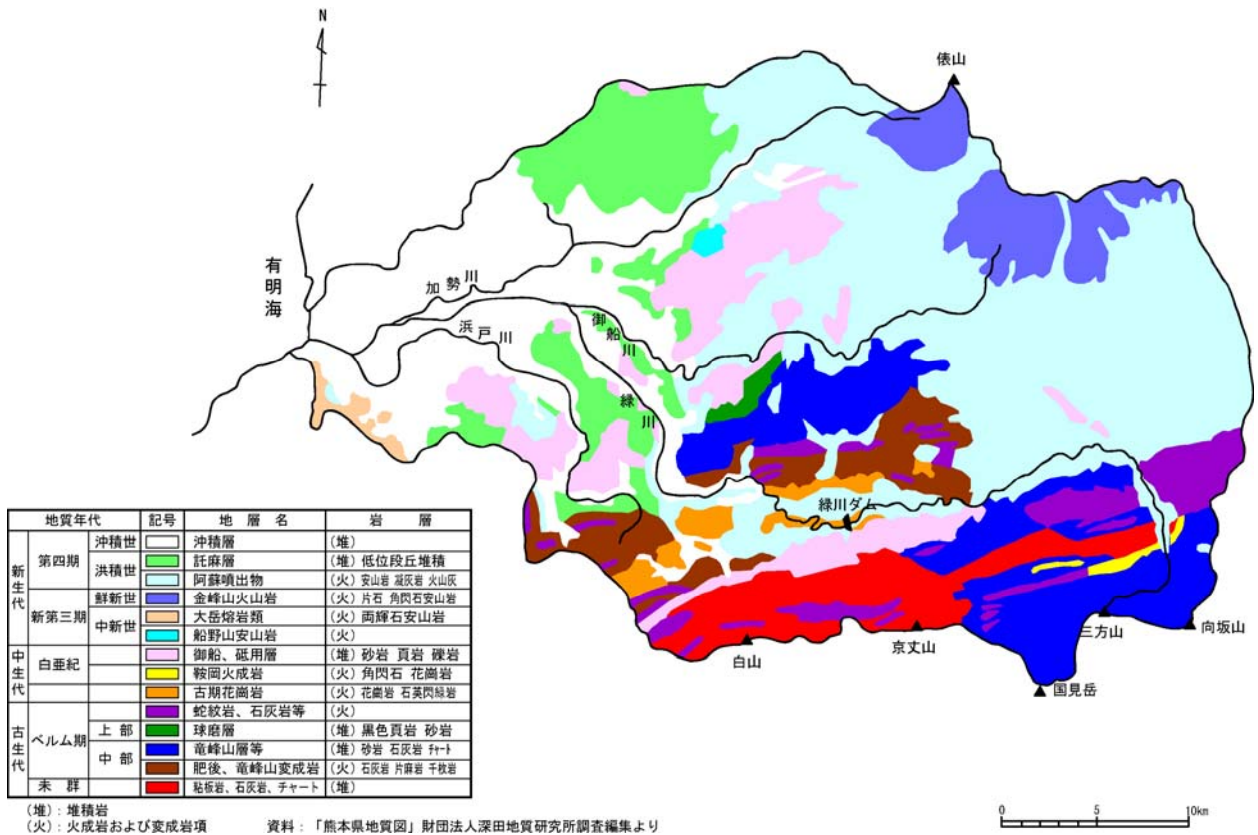 N
俵山
有明海
加勢川
浜戸川
御船川
緑川
緑川ダム
白山
京丈山
三方山
向坂山
国見岳
地質年代 記号 地層名 岩層
新生代 第四期 沖積世 沖積層 (堆)
洪積世 託麻層 (堆) 低位段丘堆積
阿蘇噴出物 (火) 安山岩 凝灰岩 火山灰
新第三期 鮮新世 金峰山火山岩 (火) 片石 角閃石安山岩
中新世 大岳熔岩類 (火) 両輝石安山岩
船野山安山岩 (火)
中生代 白亜紀 御船、砥用層 (堆) 砂岩 頁岩 礫岩
鞍岡火成岩 (火) 角閃石 花崗岩
古期花崗岩 (火) 花崗岩 石英閃緑岩
古生代 ペルム期 蛇紋岩、石灰岩等 (火)
上部 球磨層 (堆) 黒色頁岩 砂岩
中部 竜峰山層等 (堆) 砂岩 石灰岩 チャート
肥後、竜峰山変成岩 (火) 石灰岩 片麻岩 千枚岩
未群 粘板岩、石灰岩、チャート (堆)
(堆):堆積岩
(火):火成岩および変成岩項
資料:「熊本県地質図」財団法人深田地質研究所調査編集より
0 5 10km